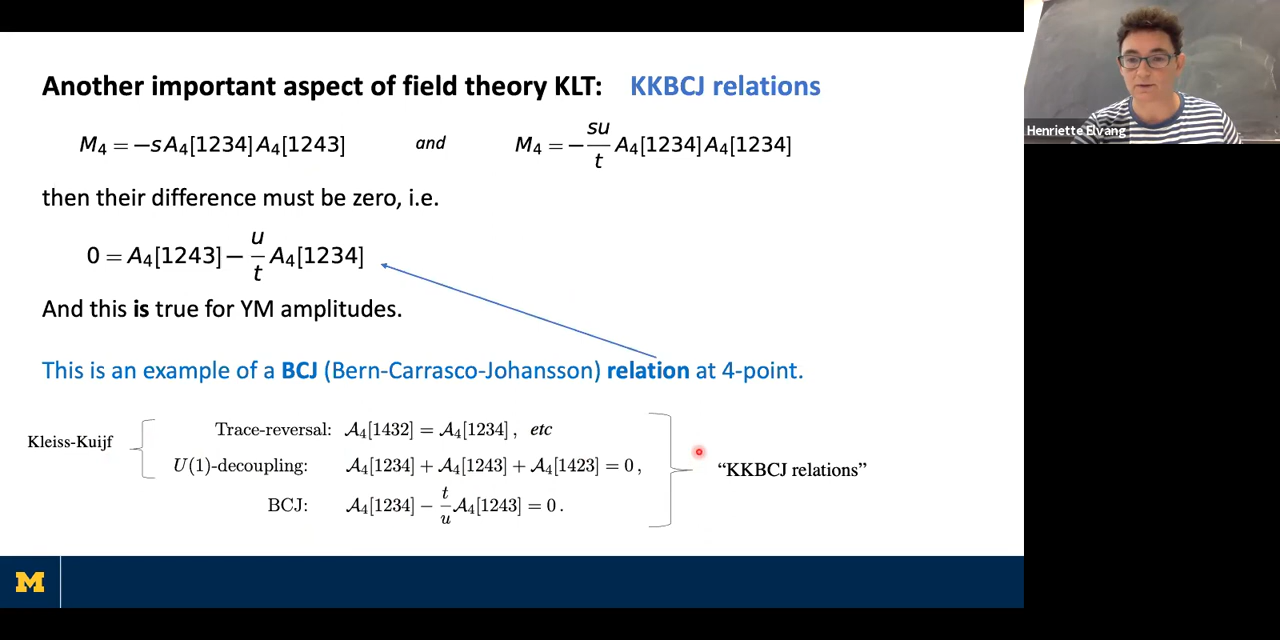 Another important aspect of field theory KLT: KKBCJ relations
M₄ = −sA₄[1234]A₄[1243] and M₄ = −su/t A₄[1234]A₄[1234]
then their difference must be zero, i.e.
0 = A₄[1243] − u/t A₄[1234]
And this is true for YM amplitudes.
This is an example of a BCJ (Bern-Carrasco-Johansson) relation at 4-point.
Kleiss-Kuijf
Trace-reversal: 𝒜₄[1432] = 𝒜₄[1234] , etc
U(1)-decoupling: 𝒜₄[1234] + 𝒜₄[1243] + 𝒜₄[1423] = 0 ,
BCJ: 𝒜₄[1234] − t/u 𝒜₄[1243] = 0 .
“KKBCJ relations”
M
Henriette Elvang